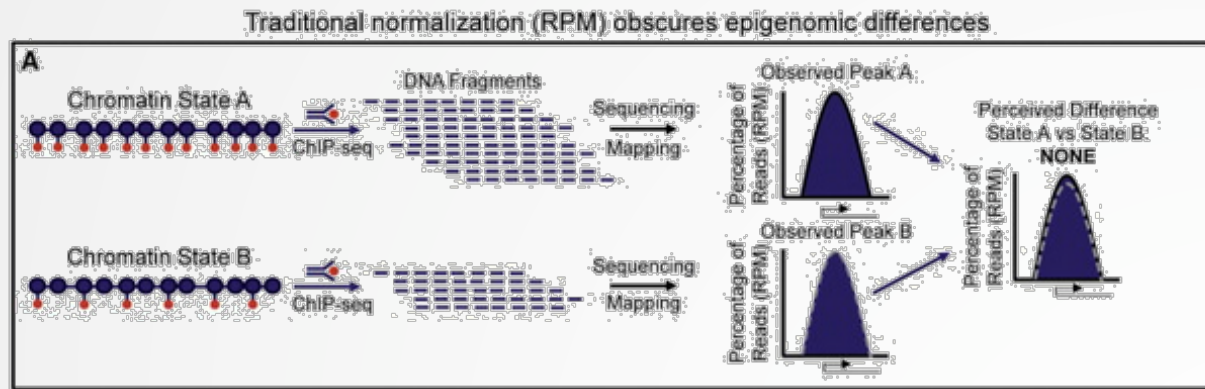 Traditional normalization (RPM) obscures epigenomic differences
A
Chromatin State A
ChIP-seq
DNA Fragments
Sequencing
Mapping
Observed Peak A
Percentage of
Reads (RPM)
Chromatin State B
ChIP-seq
Sequencing
Mapping
Observed Peak B
Percentage of
Reads (RPM)
Perceived Difference
State A vs State B:
NONE
Percentage of
Reads (RPM)